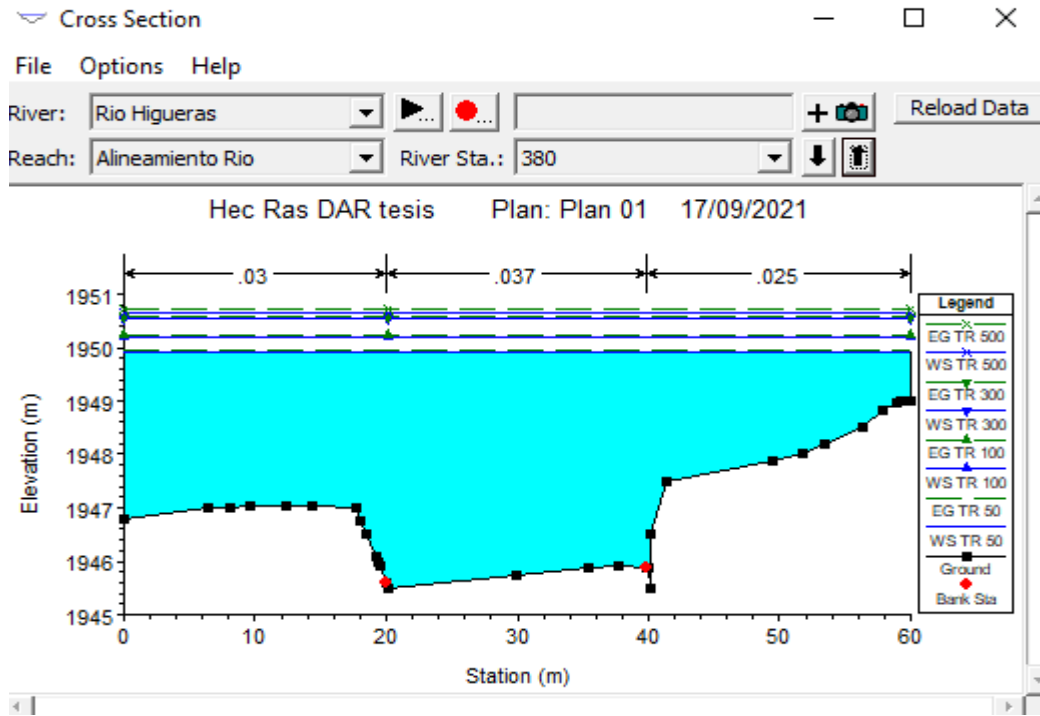 Cross Section
File Options Help
River: Rio Higueras ... ... Reload Data
Reach: Alineamiento Rio River Sta.: 380
Hec Ras DAR tesis Plan: Plan 01 17/09/2021
.03 .037 .025
1951
1950
1949
1948
1947
1946
1945
Elevation (m)
0 10 20 30 40 50 60
Station (m)
Legend
EG TR 500
WS TR 500
EG TR 300
WS TR 300
EG TR 100
WS TR 100
EG TR 50
WS TR 50
Ground
Bank Sta